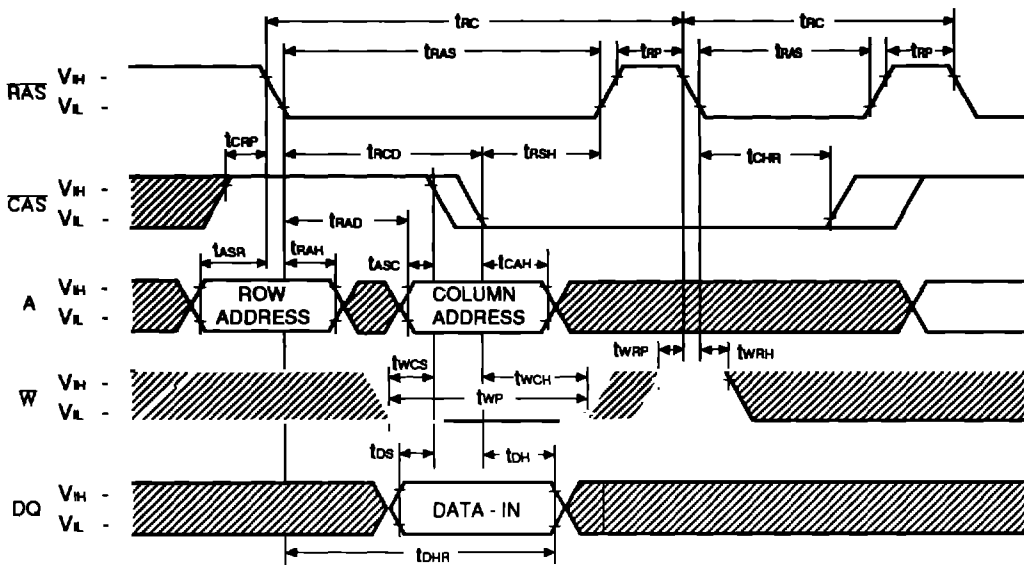 tRC tRC
tRAS tRP tRAS tRP
RAS VIH -
VIL -
tCRP tRCD tRSH tCHR
CAS VIH -
VIL -
tRAD
tASR tRAH tASC tCAH
A VIH -
VIL -
ROW ADDRESS
COLUMN ADDRESS
tWRP tWRH
tWCS tWCH
W VIH -
VIL -
tWP
tDS tDH
DQ VIH -
VIL -
DATA - IN
tDHR